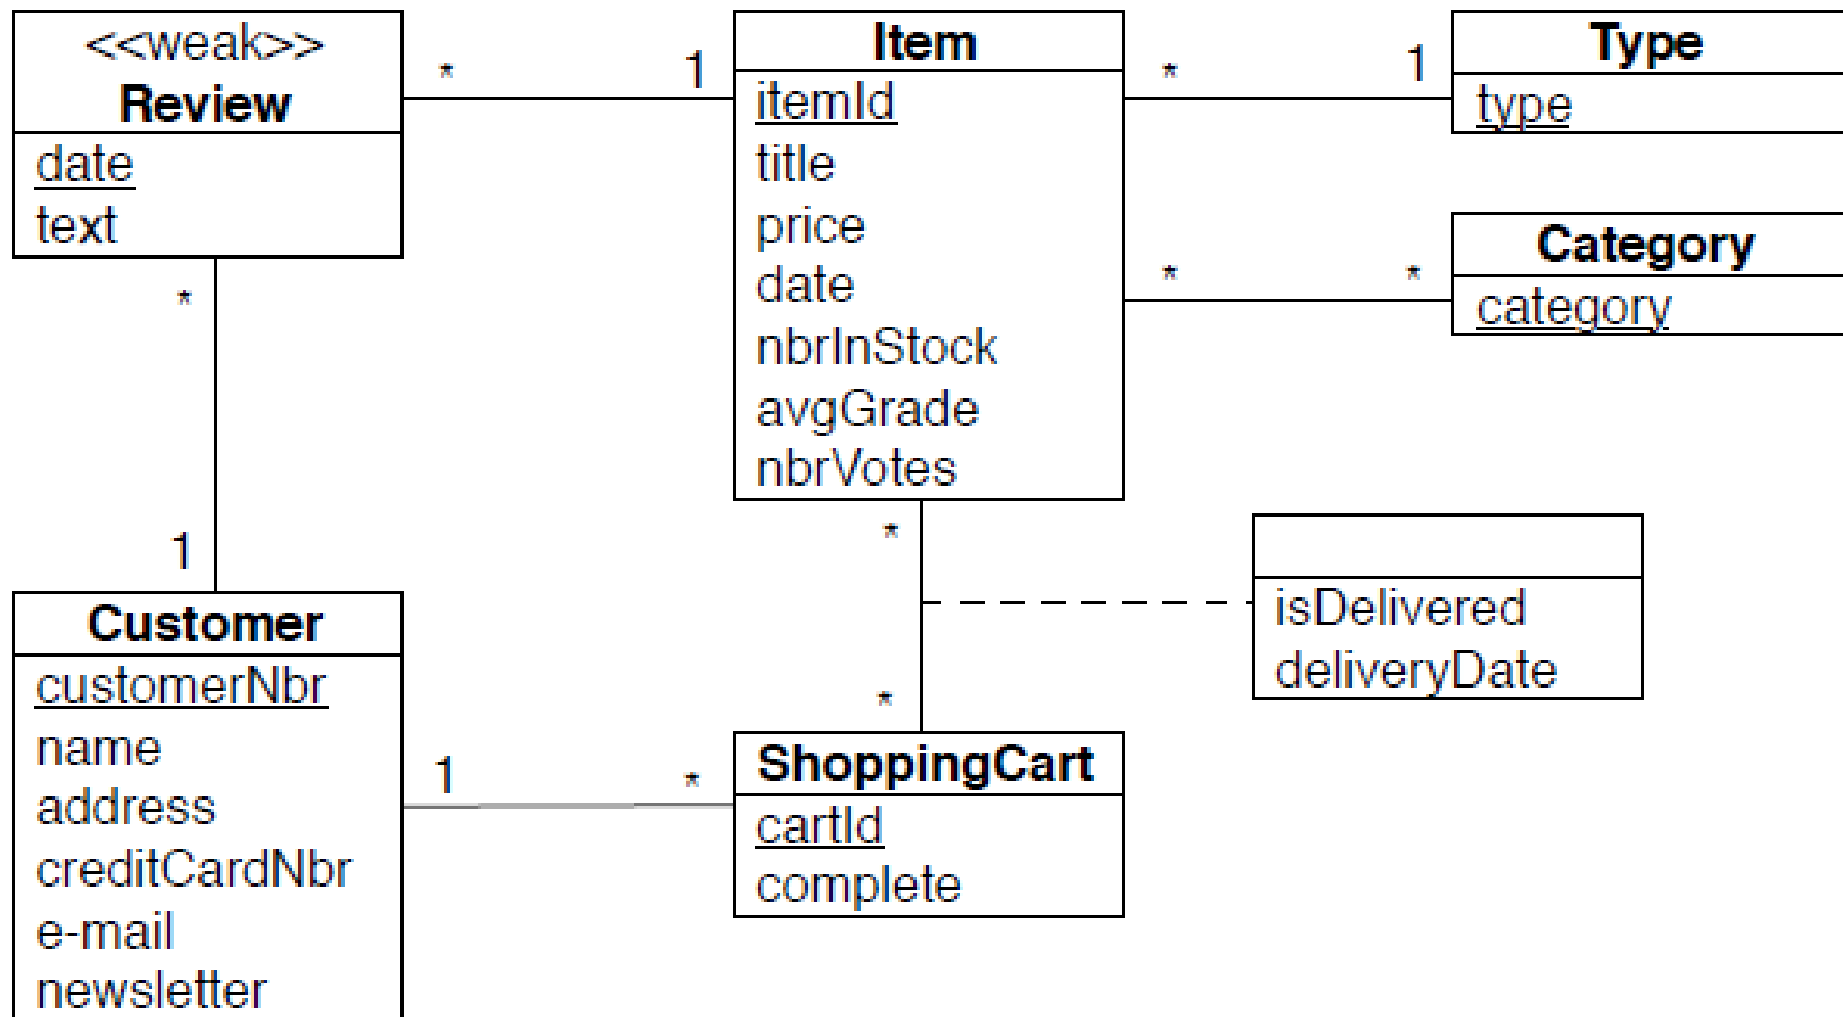 <<weak>>
Review
date
text
*
1
*
1
Item
itemId
title
price
date
nbrInStock
avgGrade
nbrVotes
*
1
Type
type
*
*
Category
category
*
*
isDelivered
deliveryDate
Customer
customerNbr
name
address
creditCardNbr
e-mail
newsletter
1
*
ShoppingCart
cartId
complete